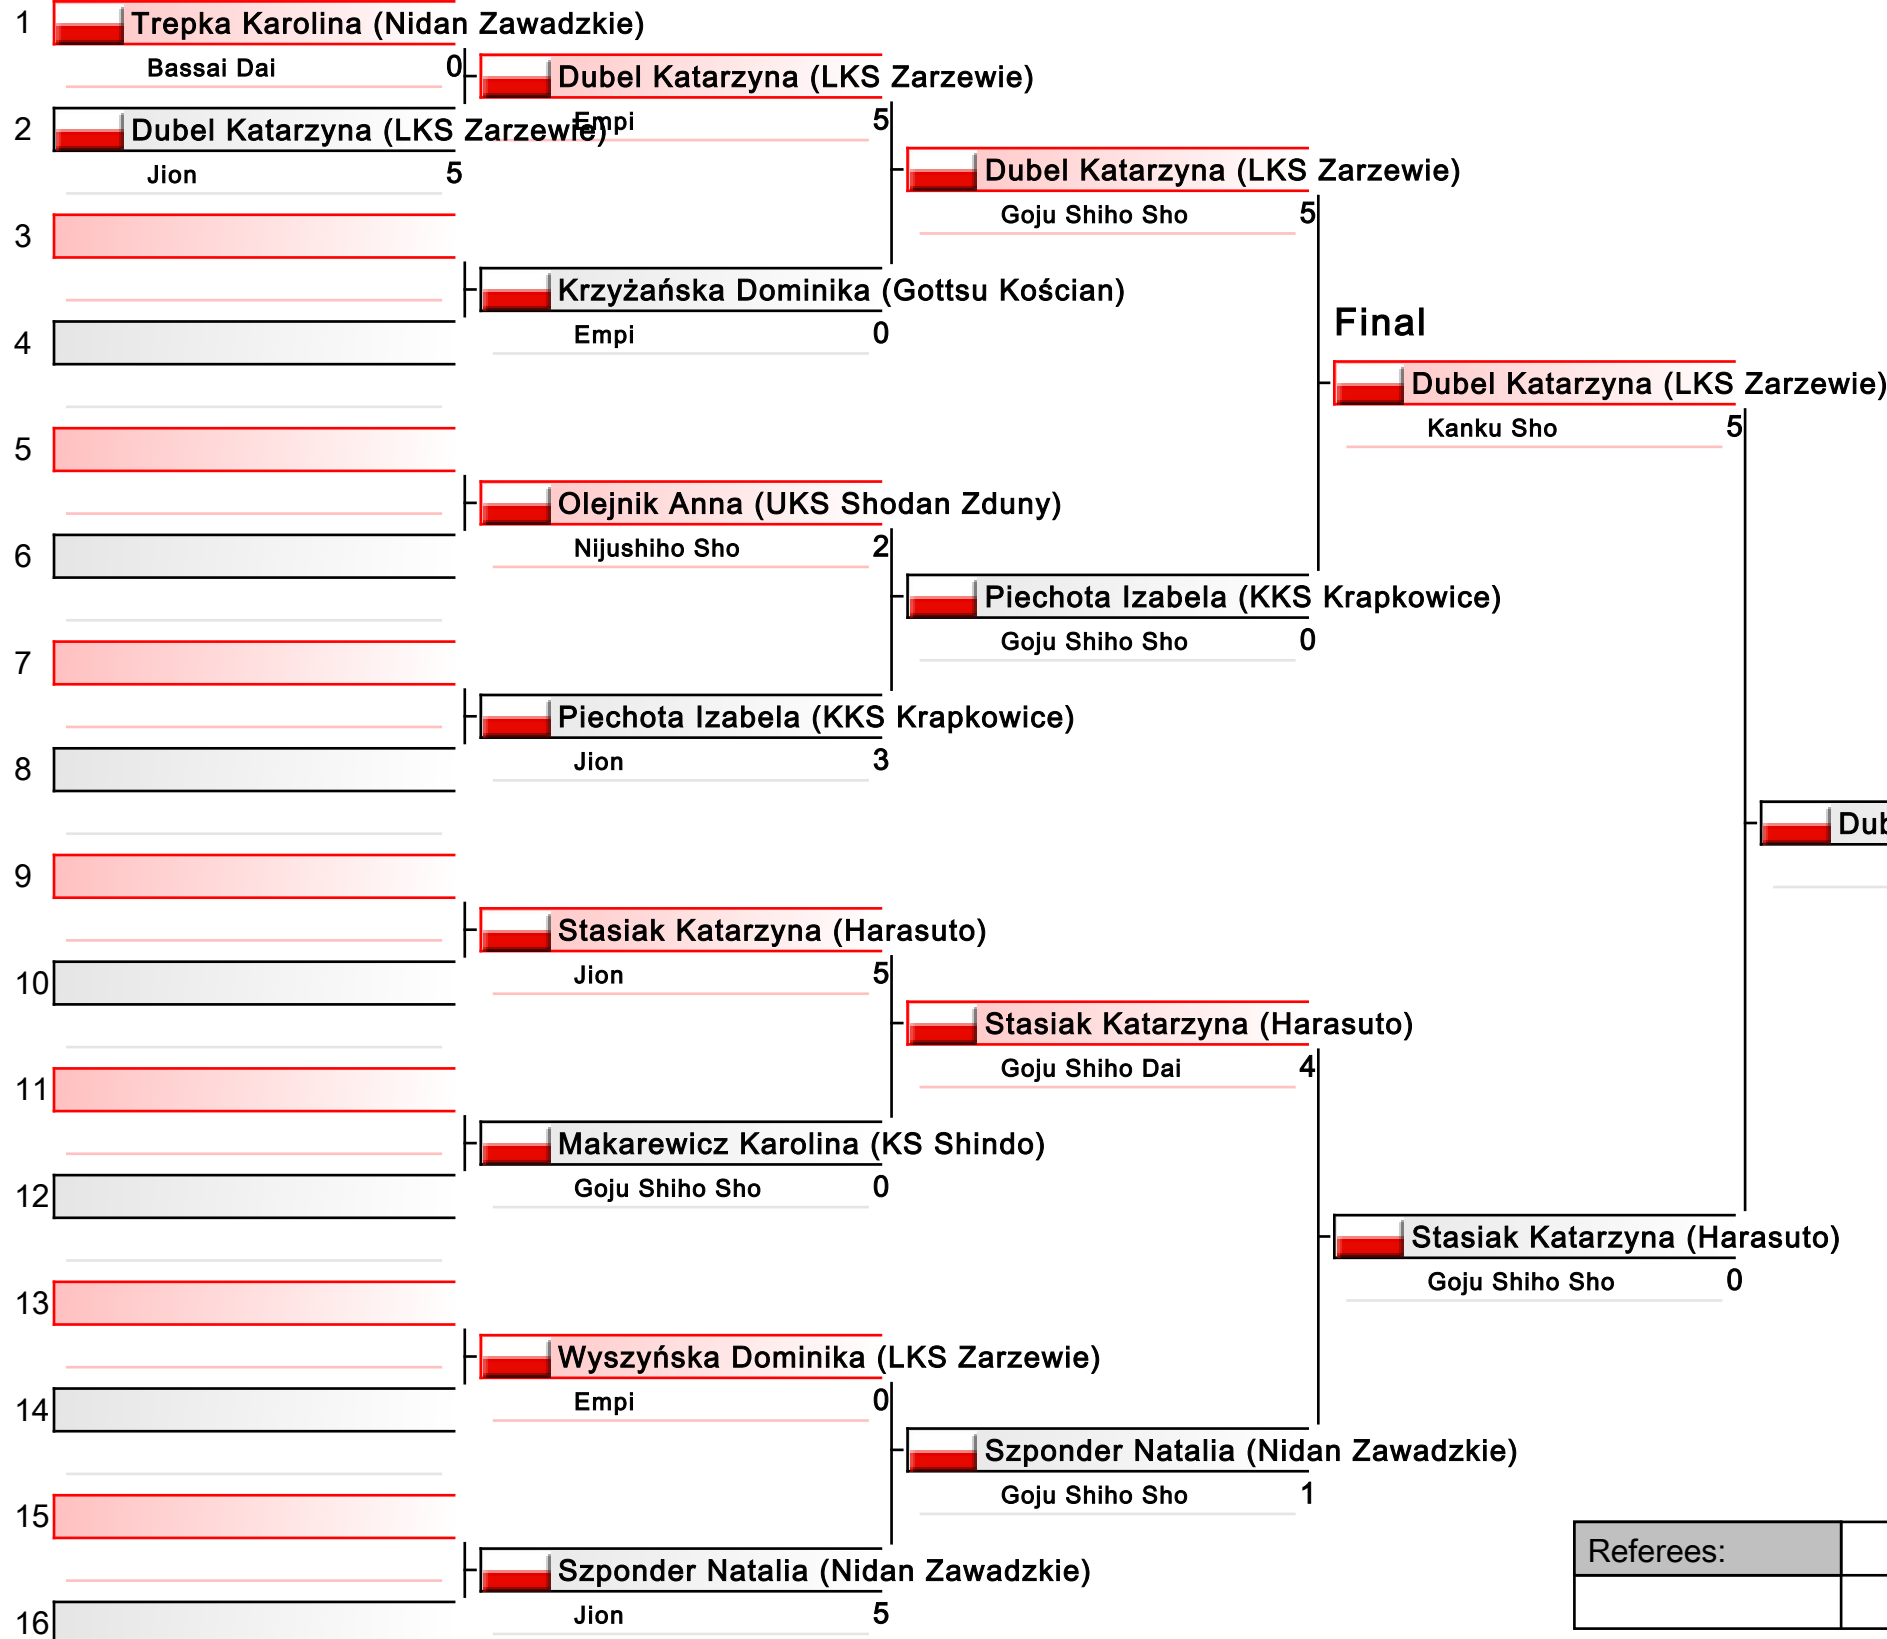 1
Trepka Karolina (Nidan Zawadzkie)
Bassai Dai 0
2
Dubel Katarzyna (LKS Zarzewie)
Jion 5
3
4
5
6
7
8
9
10
11
12
13
14
15
16
Dubel Katarzyna (LKS Zarzewie)
Empi 5
Krzyżańska Dominika (Gottsu Kościan)
Empi 0
Olejnik Anna (UKS Shodan Zduny)
Nijushiho Sho 2
Piechota Izabela (KKS Krapkowice)
Jion 3
Stasiak Katarzyna (Harasuto)
Jion 5
Makarewicz Karolina (KS Shindo)
Goju Shiho Sho 0
Wyszyńska Dominika (LKS Zarzewie)
Empi 0
Szponder Natalia (Nidan Zawadzkie)
Jion 5
Dubel Katarzyna (LKS Zarzewie)
Goju Shiho Sho 5
Piechota Izabela (KKS Krapkowice)
Goju Shiho Sho 0
Stasiak Katarzyna (Harasuto)
Goju Shiho Dai 4
Szponder Natalia (Nidan Zawadzkie)
Goju Shiho Sho 1
Final
Dubel Katarzyna (LKS Zarzewie)
Kanku Sho 5
Stasiak Katarzyna (Harasuto)
Goju Shiho Sho 0
Referees: